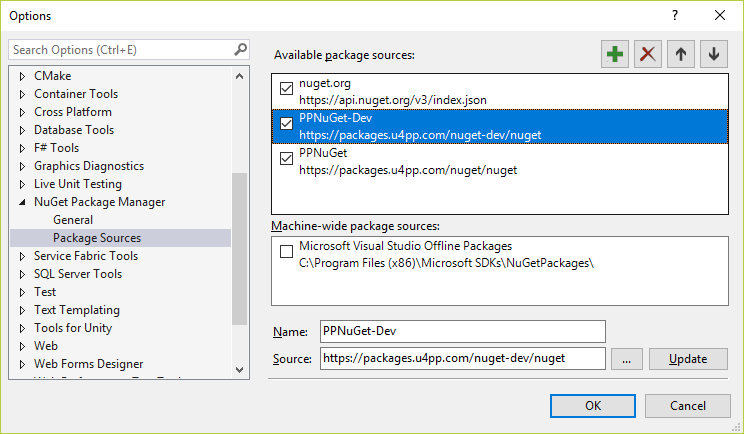 Options
Search Options (Ctrl+E)
CMake
Container Tools
Cross Platform
Database Tools
F# Tools
Graphics Diagnostics
Live Unit Testing
NuGet Package Manager
General
Package Sources
Service Fabric Tools
SQL Server Tools
Test
Text Templating
Tools for Unity
Web
Web Forms Designer
Available package sources:
nuget.org
https://api.nuget.org/v3/index.json
PPNuGet-Dev
https://packages.u4pp.com/nuget-dev/nuget
PPNuGet
https://packages.u4pp.com/nuget/nuget
Machine-wide package sources:
Microsoft Visual Studio Offline Packages
C:\Program Files (x86)\Microsoft SDKs\NuGetPackages\
Name: PPNuGet-Dev
Source: https://packages.u4pp.com/nuget-dev/nuget ... Update
OK Cancel